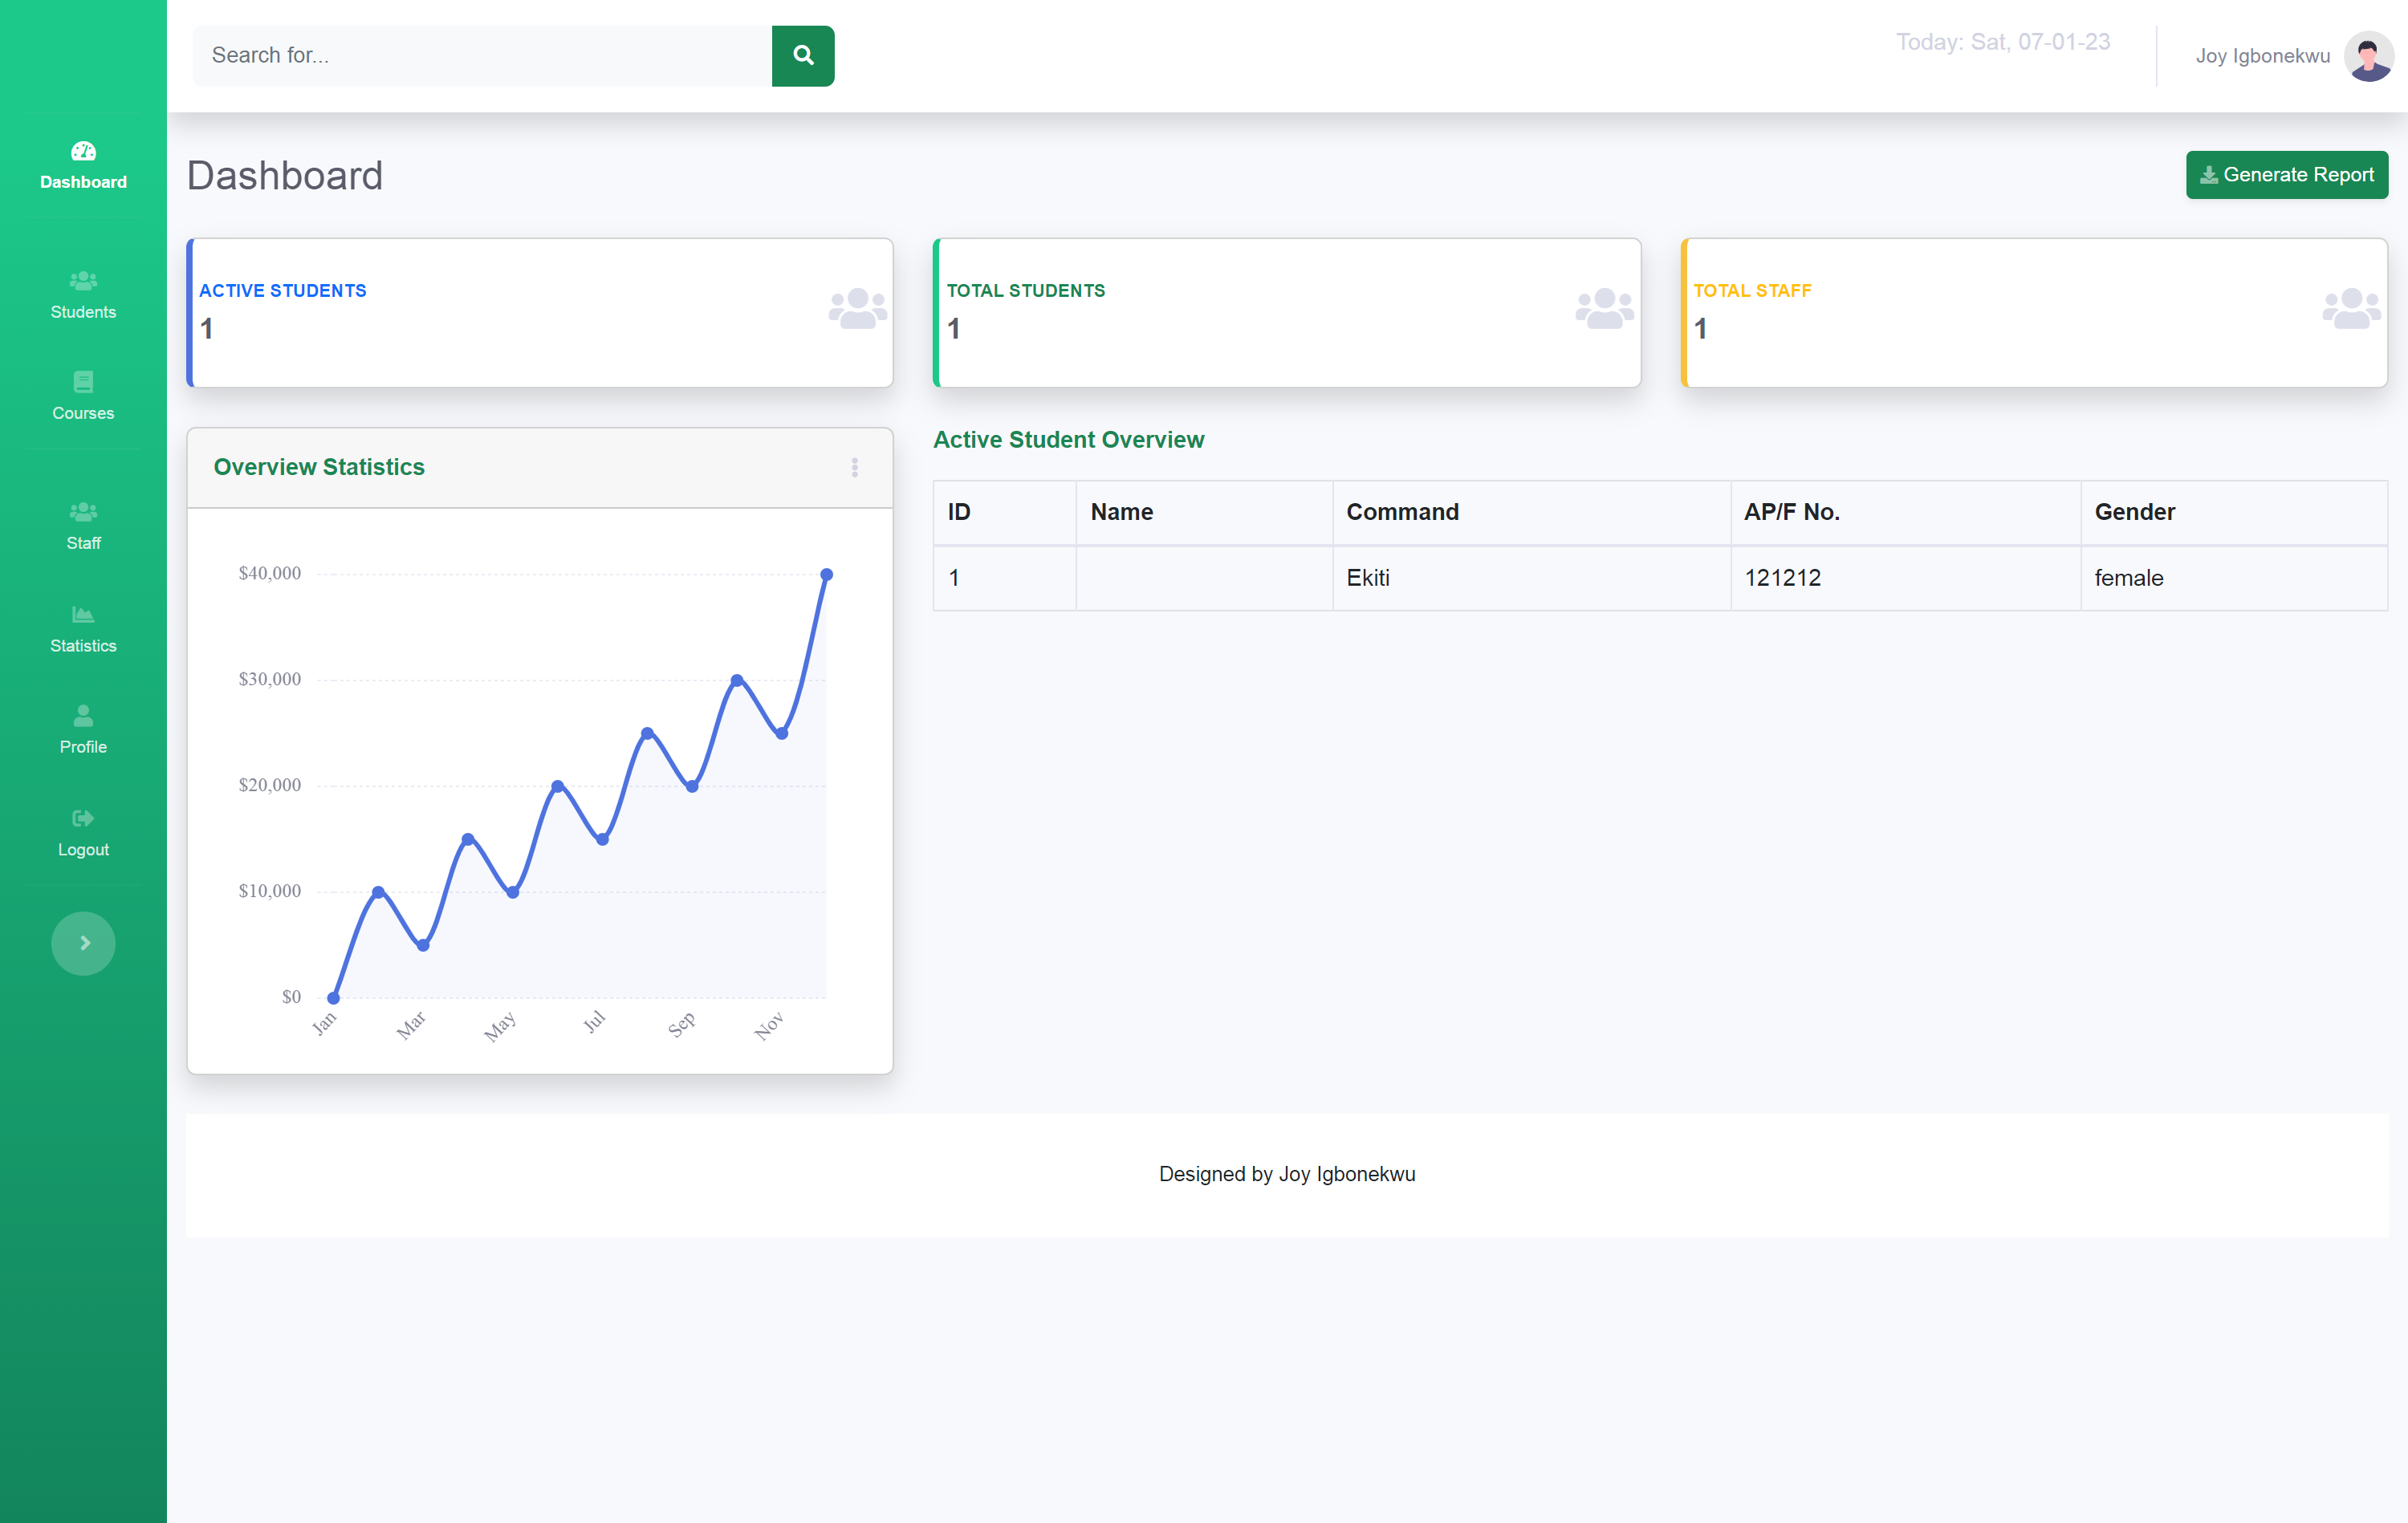 Search for...
Today: Sat, 07-01-23
Joy Igbonekwu
Dashboard
Students
Courses
Staff
Statistics
Profile
Logout
Dashboard
Generate Report
ACTIVE STUDENTS
1
TOTAL STUDENTS
1
TOTAL STAFF
1
Overview Statistics
$40,000
$30,000
$20,000
$10,000
$0
Jan Mar May Jul Sep Nov
Active Student Overview
ID Name Command AP/F No. Gender
1 Ekiti 121212 female
Designed by Joy Igbonekwu